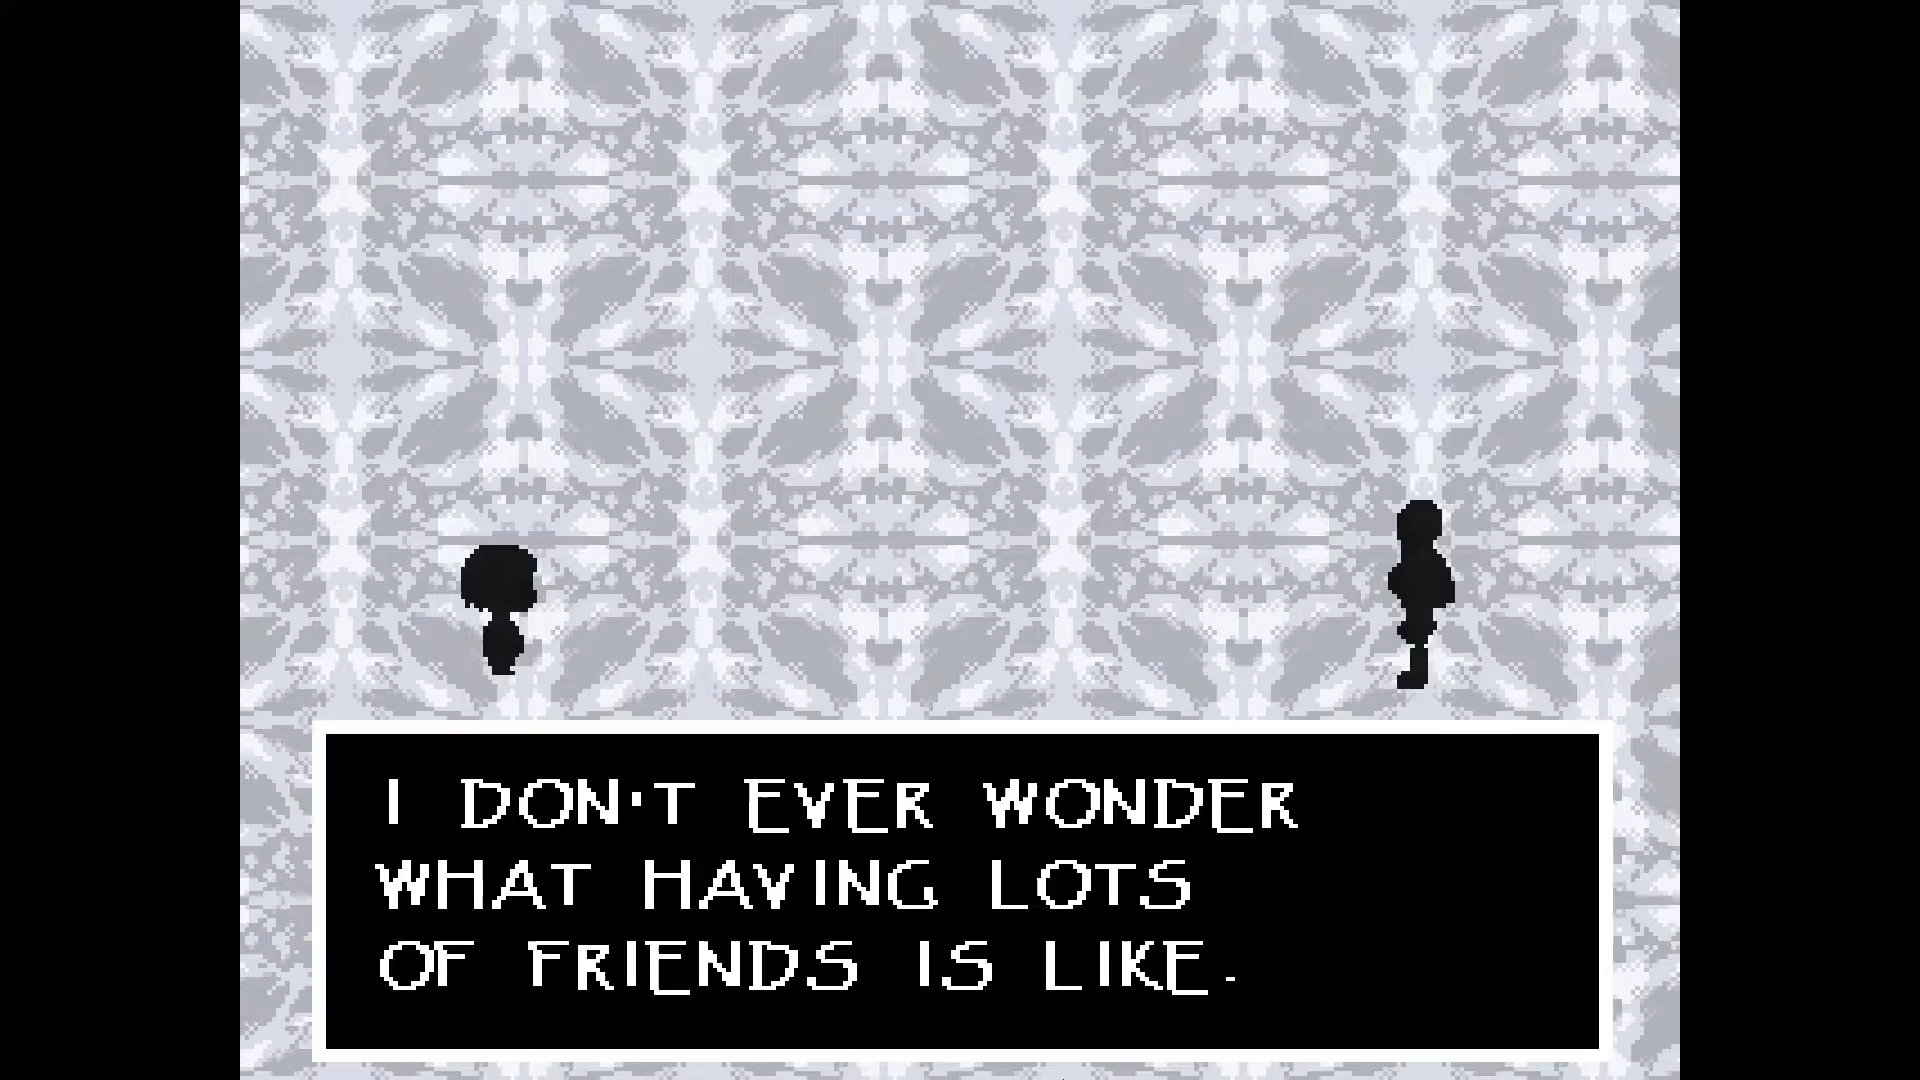 I DON'T EVER WONDER
WHAT HAVING LOTS
OF FRIENDS IS LIKE.